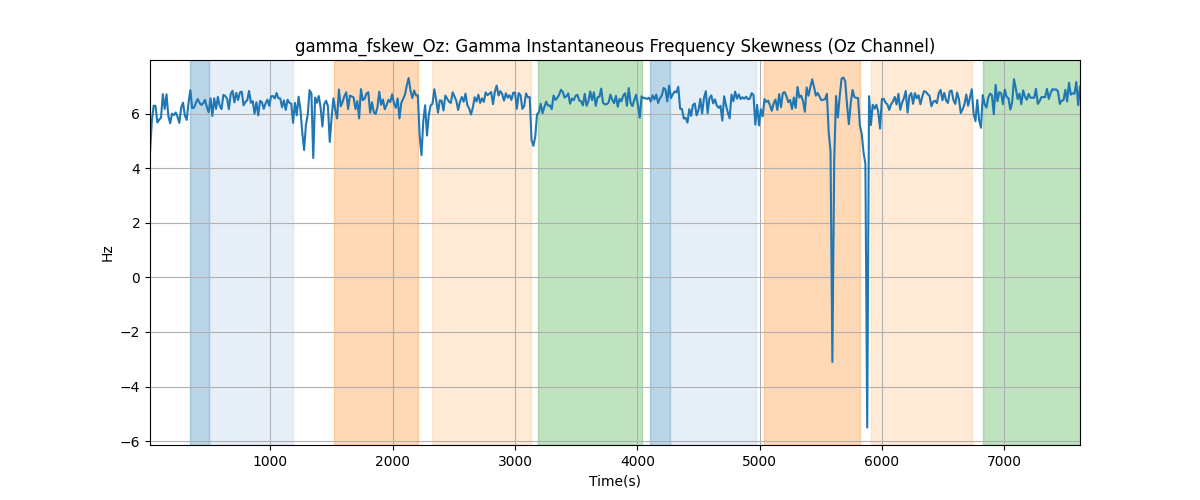 gamma_fskew_Oz: Gamma Instantaneous Frequency Skewness (Oz Channel)
Hz
6
4
2
0
−2
−4
−6
1000 2000 3000 4000 5000 6000 7000
Time(s)